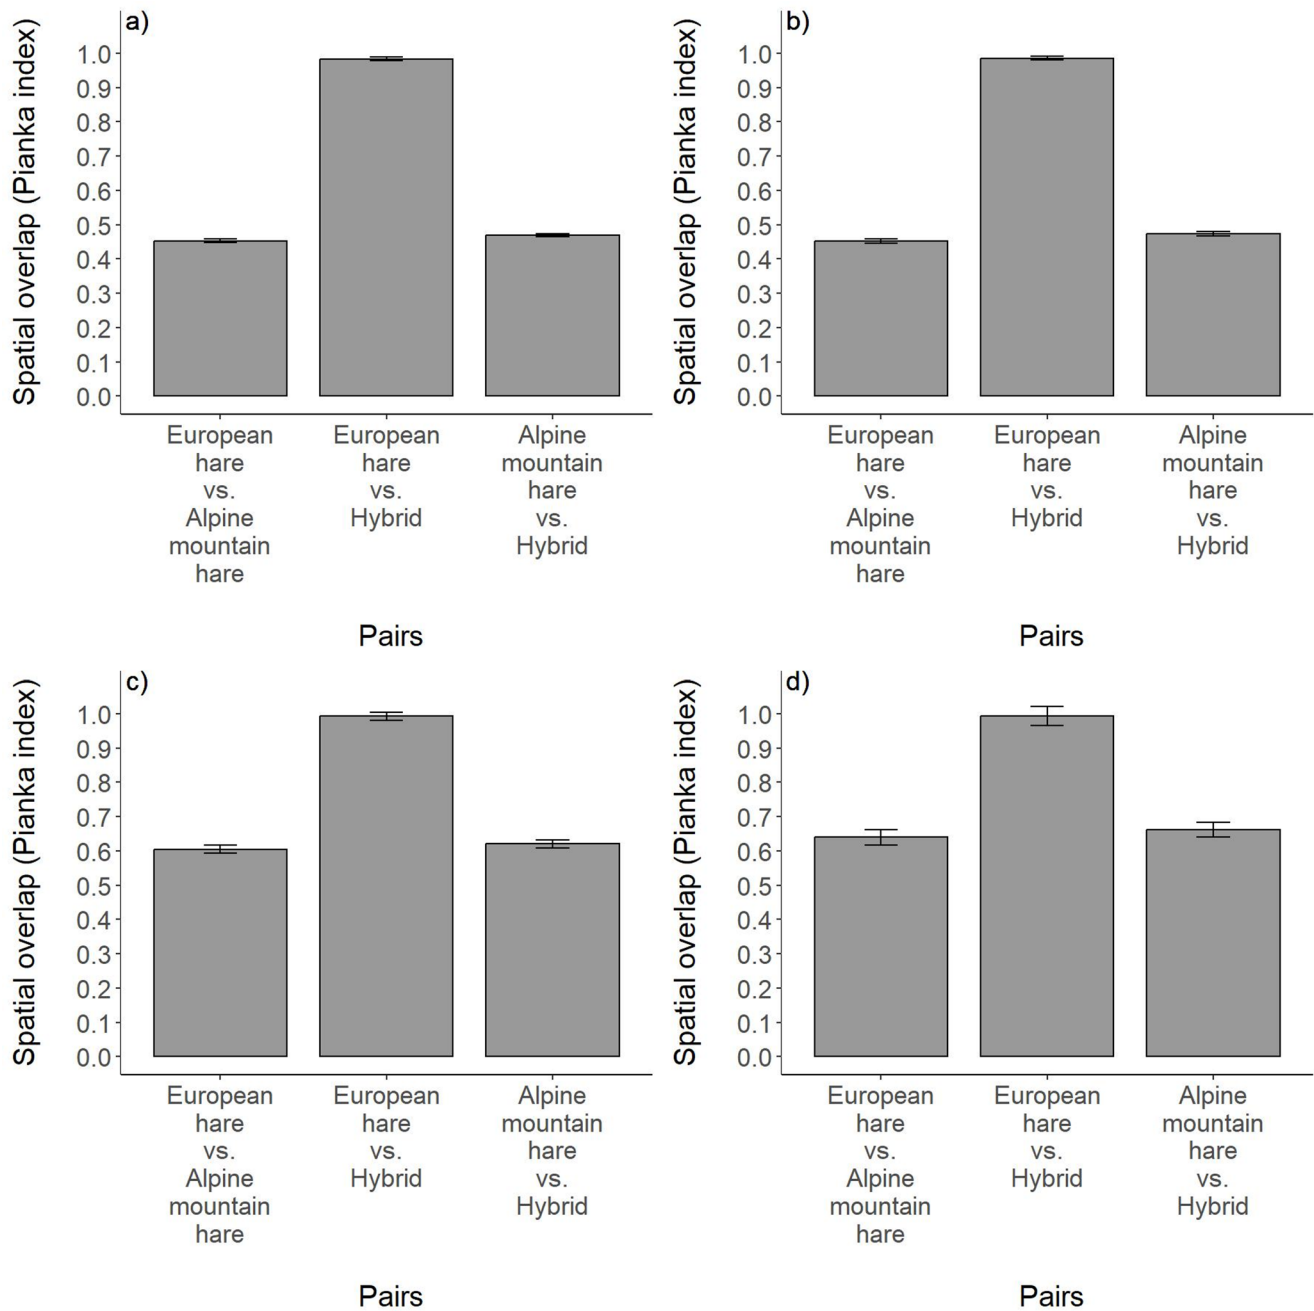 a)
Spatial overlap (Pianka index)
1.0
0.9
0.8
0.7
0.6
0.5
0.4
0.3
0.2
0.1
0.0
European
hare
vs.
Alpine
mountain
hare
European
hare
vs.
Hybrid
Alpine
mountain
hare
vs.
Hybrid
Pairs
b)
Spatial overlap (Pianka index)
1.0
0.9
0.8
0.7
0.6
0.5
0.4
0.3
0.2
0.1
0.0
European
hare
vs.
Alpine
mountain
hare
European
hare
vs.
Hybrid
Alpine
mountain
hare
vs.
Hybrid
Pairs
c)
Spatial overlap (Pianka index)
1.0
0.9
0.8
0.7
0.6
0.5
0.4
0.3
0.2
0.1
0.0
European
hare
vs.
Alpine
mountain
hare
European
hare
vs.
Hybrid
Alpine
mountain
hare
vs.
Hybrid
Pairs
d)
Spatial overlap (Pianka index)
1.0
0.9
0.8
0.7
0.6
0.5
0.4
0.3
0.2
0.1
0.0
European
hare
vs.
Alpine
mountain
hare
European
hare
vs.
Hybrid
Alpine
mountain
hare
vs.
Hybrid
Pairs